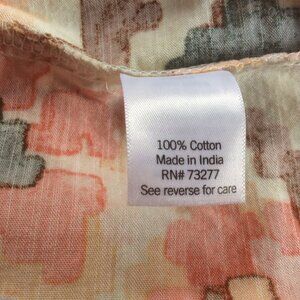 100% Cotton
Made in India
RN# 73277
See reverse for care